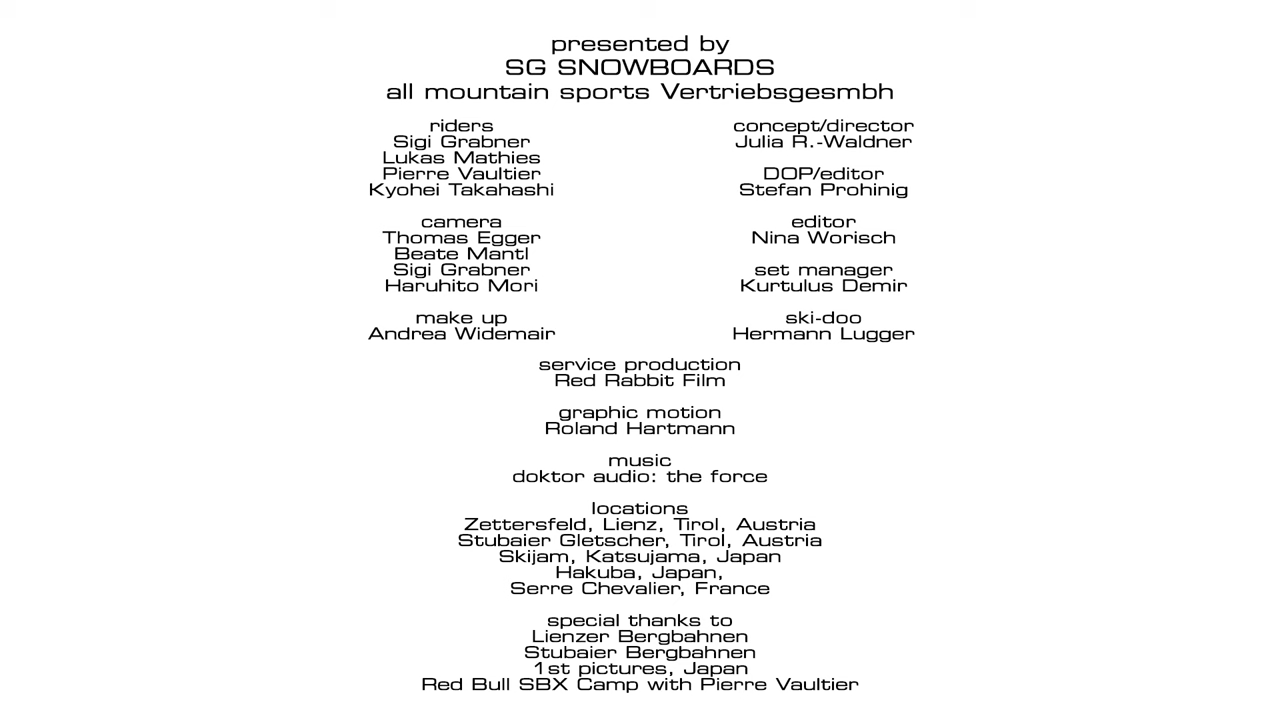 presented by
SG SNOWBOARDS
all mountain sports Vertriebsgesmbh
riders
Sigi Grabner
Lukas Mathies
Pierre Vaultier
Kyohei Takahashi
camera
Thomas Egger
Beate Mantl
Sigi Grabner
Haruhito Mori
make up
Andrea Widemair
concept/director
Julia R.-Waldner
DOP/editor
Stefan Prohinig
editor
Nina Worisch
set manager
Kurtulus Demir
ski-doo
Hermann Lugger
service production
Red Rabbit Film
graphic motion
Roland Hartmann
music
doktor audio: the force
locations
Zettersfeld, Lienz, Tirol, Austria
Stubaier Gletscher, Tirol, Austria
Skijam, Katsujama, Japan
Hakuba, Japan,
Serre Chevalier, France
special thanks to
Lienzer Bergbahnen
Stubaier Bergbahnen
1st pictures, Japan
Red Bull SBX Camp with Pierre Vaultier